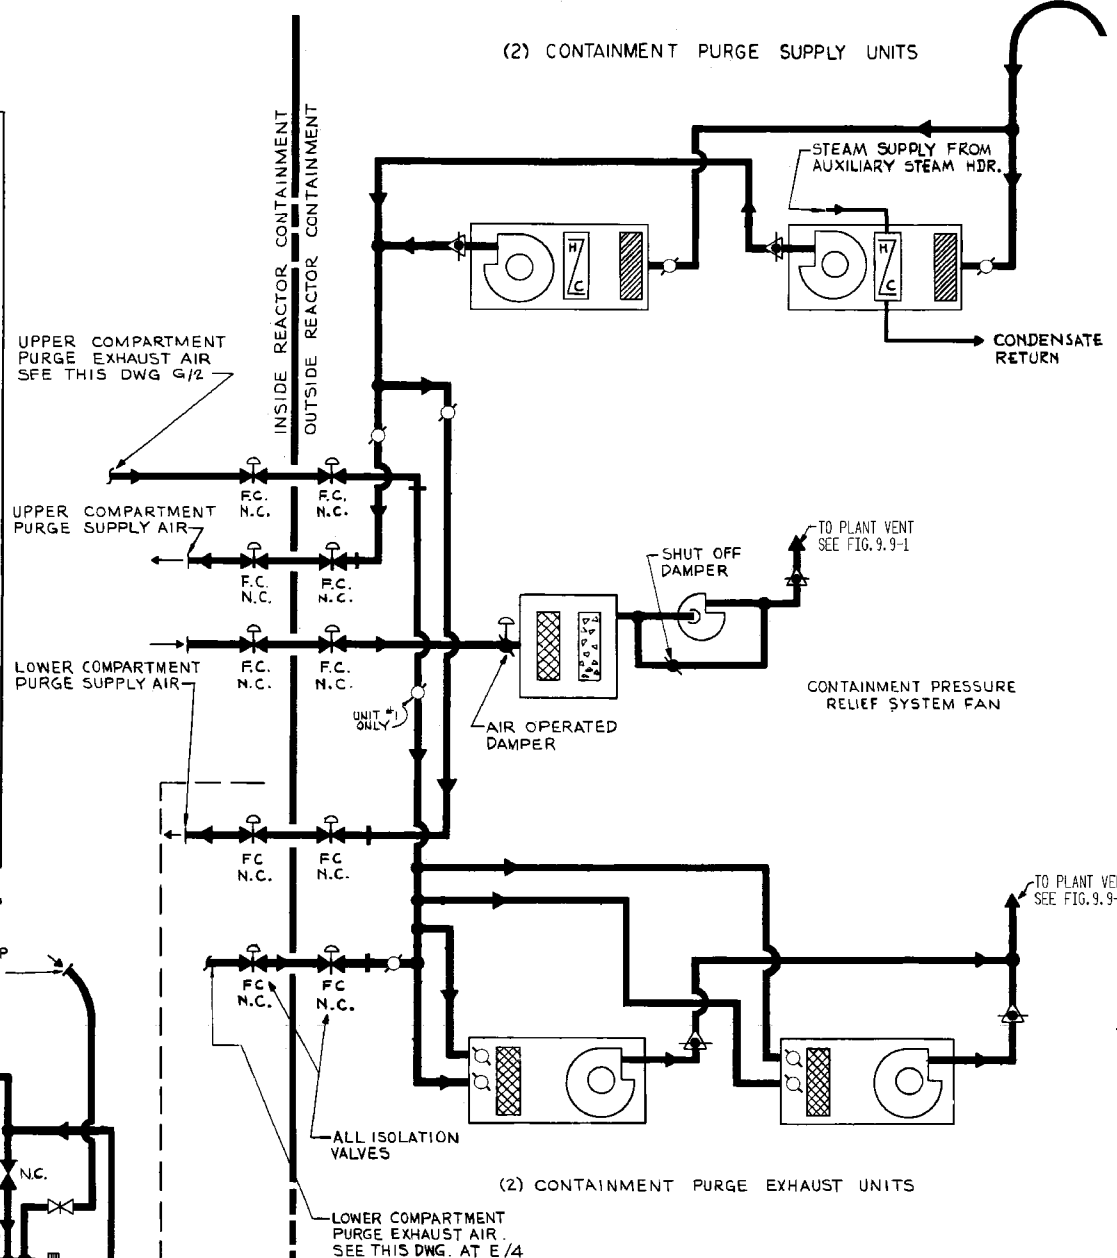 (2) CONTAINMENT PURGE SUPPLY UNITS
INSIDE REACTOR CONTAINMENT
OUTSIDE REACTOR CONTAINMENT
STEAM SUPPLY FROM
AUXILIARY STEAM HDR.
H
C
H
C
CONDENSATE
RETURN
UPPER COMPARTMENT
PURGE EXHAUST AIR
SEE THIS DWG G/2
F.C.
N.C.
F.C.
N.C.
UPPER COMPARTMENT
PURGE SUPPLY AIR
F.C.
N.C.
F.C.
N.C.
TO PLANT VENT
SEE FIG.9.9-1
SHUT OFF
DAMPER
F.C.
N.C.
F.C.
N.C.
LOWER COMPARTMENT
PURGE SUPPLY AIR
UNIT #1
ONLY
AIR OPERATED
DAMPER
CONTAINMENT PRESSURE
RELIEF SYSTEM FAN
FC
N.C.
FC
N.C.
TO PLANT VE
SEE FIG.9.9-
P
FC
N.C.
FC
N.C.
ALL ISOLATION
VALVES
N.C.
(2) CONTAINMENT PURGE EXHAUST UNITS
LOWER COMPARTMENT
PURGE EXHAUST AIR.
SEE THIS DWG. AT E/4